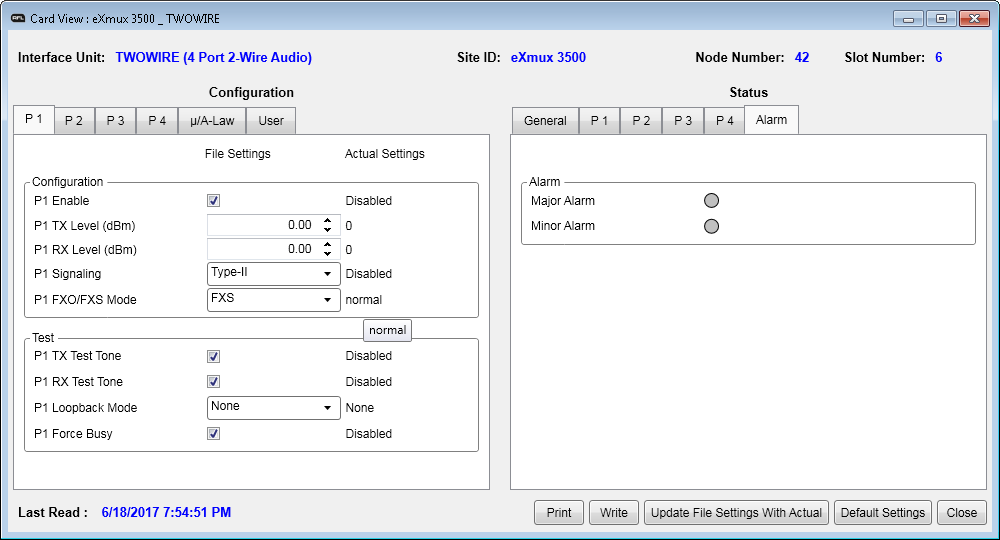 AFL Card View : eXmux 3500 _ TWOWIRE
Interface Unit: TWOWIRE (4 Port 2-Wire Audio) Site ID: eXmux 3500 Node Number: 42 Slot Number: 6
Configuration
P 1 P 2 P 3 P 4 µ/A-Law User
File Settings Actual Settings
Configuration
P1 Enable Disabled
P1 TX Level (dBm) 0.00 0
P1 RX Level (dBm) 0.00 0
P1 Signaling Type-II Disabled
P1 FXO/FXS Mode FXS normal
normal
Test
P1 TX Test Tone Disabled
P1 RX Test Tone Disabled
P1 Loopback Mode None None
P1 Force Busy Disabled
Status
General P 1 P 2 P 3 P 4 Alarm
Alarm
Major Alarm
Minor Alarm
Last Read : 6/18/2017 7:54:51 PM Print Write Update File Settings With Actual Default Settings Close